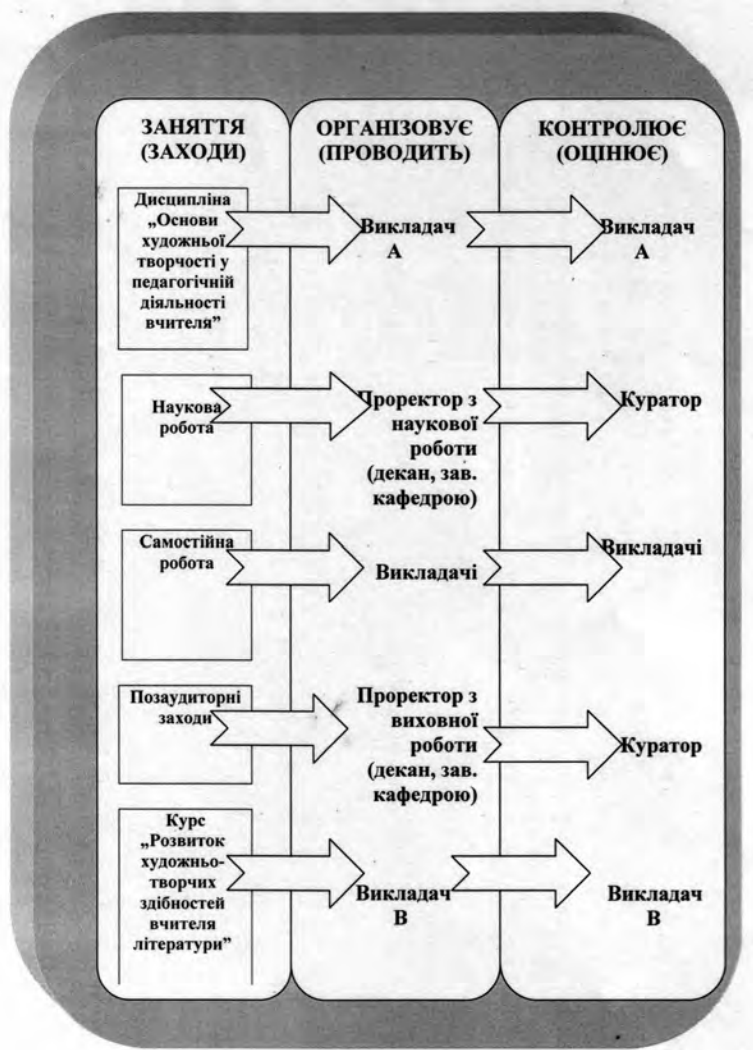 ЗАНЯТТЯ
(ЗАХОДИ)
ОРГАНІЗОВУЄ
(ПРОВОДИТЬ)
КОНТРОЛЮЄ
(ОЦІНЮЄ)
Дисципліна
„Основи
художньої
творчості у
педагогічній
діяльності
вчителя”
Викладач
А
Викладач
А
Наукова
робота
Проректор з
наукової
роботи
(декан, зав.
кафедрою)
Куратор
Самостійна
робота
Викладачі
Викладачі
Позаудиторні
заходи
Проректор з
виховної
роботи
(декан, зав.
кафедрою)
Куратор
Курс
„Розвиток
художньо-
творчих
здібностей
вчителя
літератури”
Викладач
В
Викладач
В